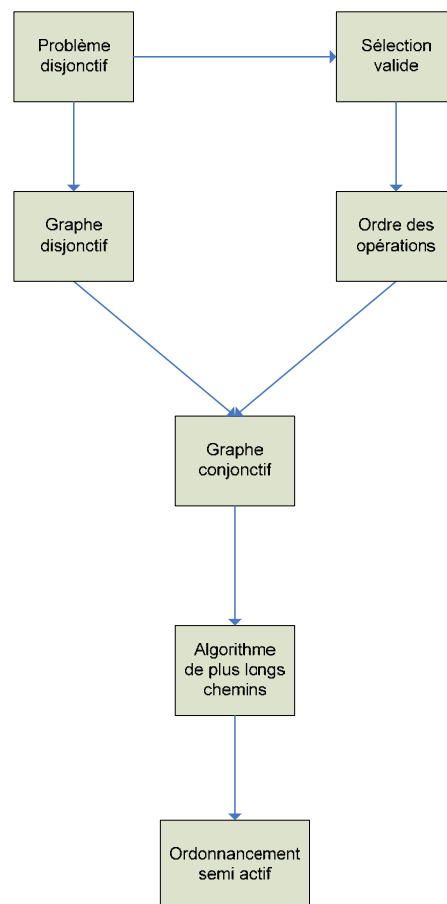 Problème
disjonctif
Sélection
valide
Graphe
disjonctif
Ordre des
opérations
Graphe
conjonctif
Algorithme
de plus longs
chemins
Ordonnancement
semi actif